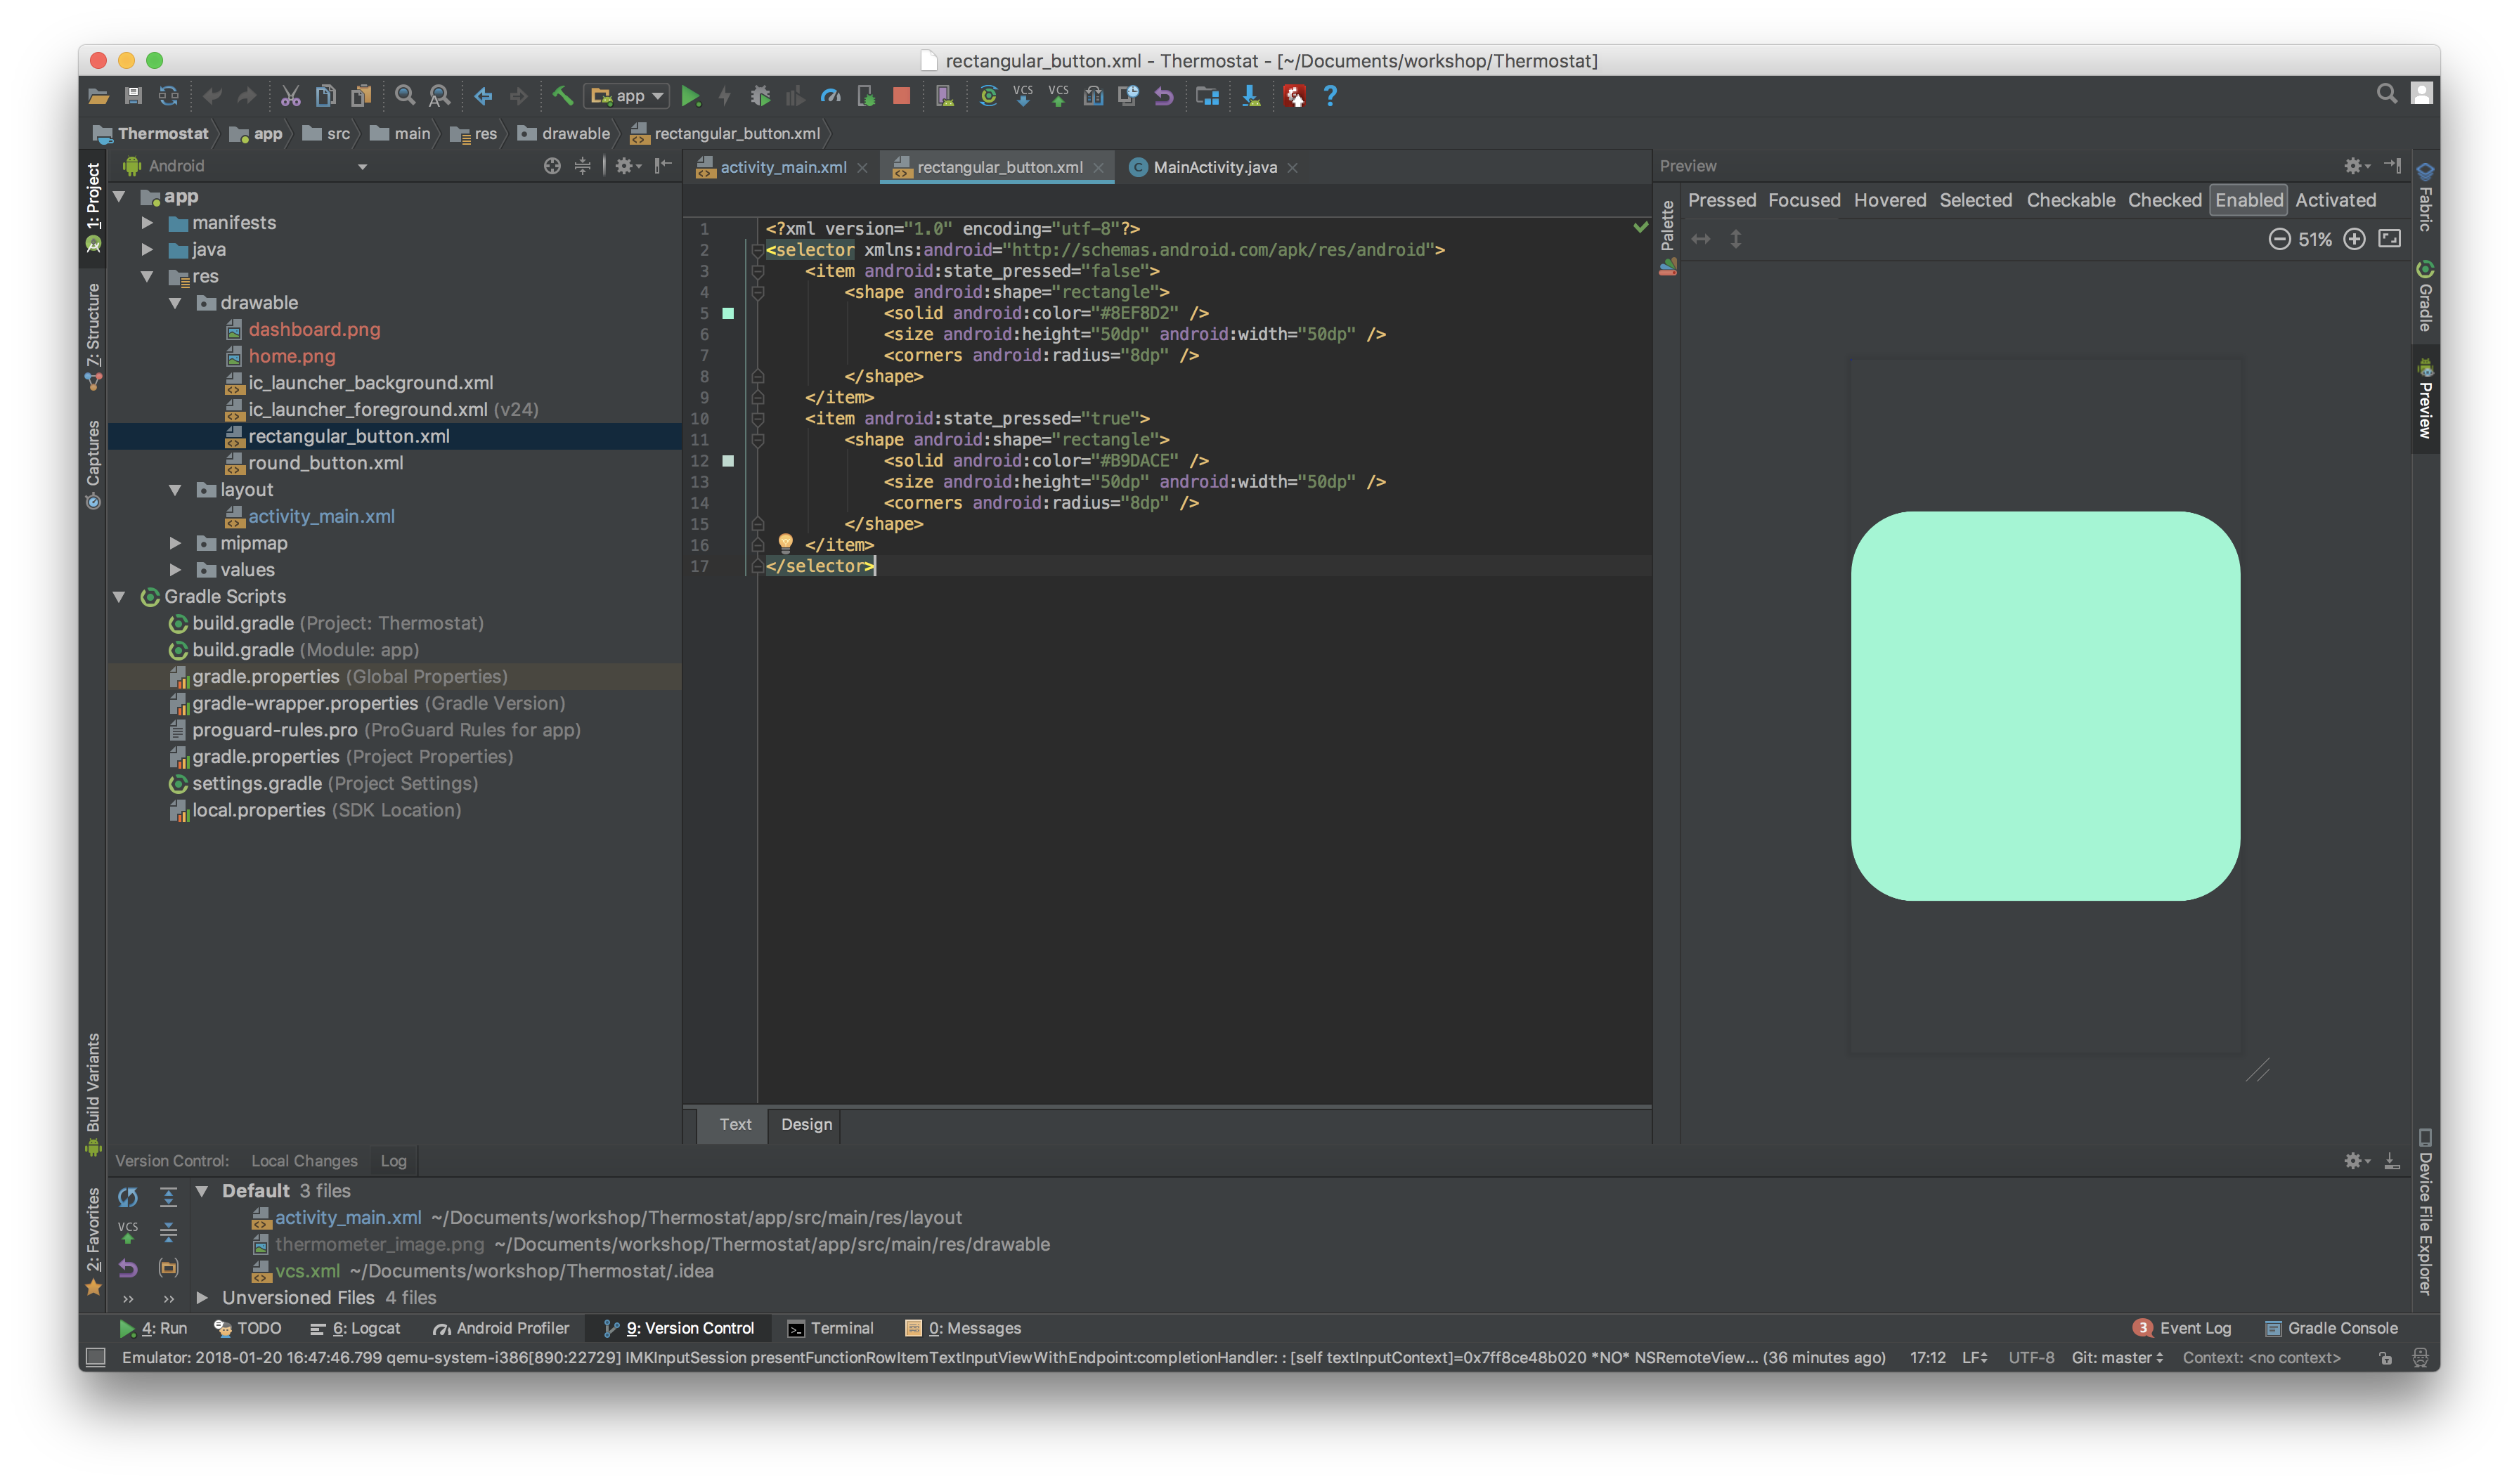 rectangular_button.xml - Thermostat - [~/Documents/workshop/Thermostat]
app
VCS VCS
Thermostat app src main res drawable rectangular_button.xml
1: Project
Z: Structure
Captures
Build Variants
2: Favorites
Android
app
manifests
java
res
drawable
dashboard.png
home.png
ic_launcher_background.xml
ic_launcher_foreground.xml (v24)
rectangular_button.xml
round_button.xml
layout
activity_main.xml
mipmap
values
Gradle Scripts
build.gradle (Project: Thermostat)
build.gradle (Module: app)
gradle.properties (Global Properties)
gradle-wrapper.properties (Gradle Version)
proguard-rules.pro (ProGuard Rules for app)
gradle.properties (Project Properties)
settings.gradle (Project Settings)
local.properties (SDK Location)
activity_main.xml rectangular_button.xml MainActivity.java
1 <?xml version="1.0" encoding="utf-8"?>
2 <selector xmlns:android="http://schemas.android.com/apk/res/android">
3 <item android:state_pressed="false">
4 <shape android:shape="rectangle">
5 <solid android:color="#8EF8D2" />
6 <size android:height="50dp" android:width="50dp" />
7 <corners android:radius="8dp" />
8 </shape>
9 </item>
10 <item android:state_pressed="true">
11 <shape android:shape="rectangle">
12 <solid android:color="#B9DACE" />
13 <size android:height="50dp" android:width="50dp" />
14 <corners android:radius="8dp" />
15 </shape>
16 </item>
17 </selector>
Text Design
Preview
Palette
Pressed Focused Hovered Selected Checkable Checked Enabled Activated
51%
Fabric
Gradle
Preview
Device File Explorer
Version Control: Local Changes Log
VCS
Default 3 files
activity_main.xml ~/Documents/workshop/Thermostat/app/src/main/res/layout
thermometer_image.png ~/Documents/workshop/Thermostat/app/src/main/res/drawable
vcs.xml ~/Documents/workshop/Thermostat/.idea
Unversioned Files 4 files
4: Run TODO 6: Logcat Android Profiler 9: Version Control Terminal 0: Messages 3 Event Log Gradle Console
Emulator: 2018-01-20 16:47:46.799 qemu-system-i386[890:22729] IMKInputSession presentFunctionRowItemTextInputViewWithEndpoint:completionHandler: : [self textInputContext]=0x7ff8ce48b020 *NO* NSRemoteView... (36 minutes ago) 17:12 LF UTF-8 Git: master Context: <no context>